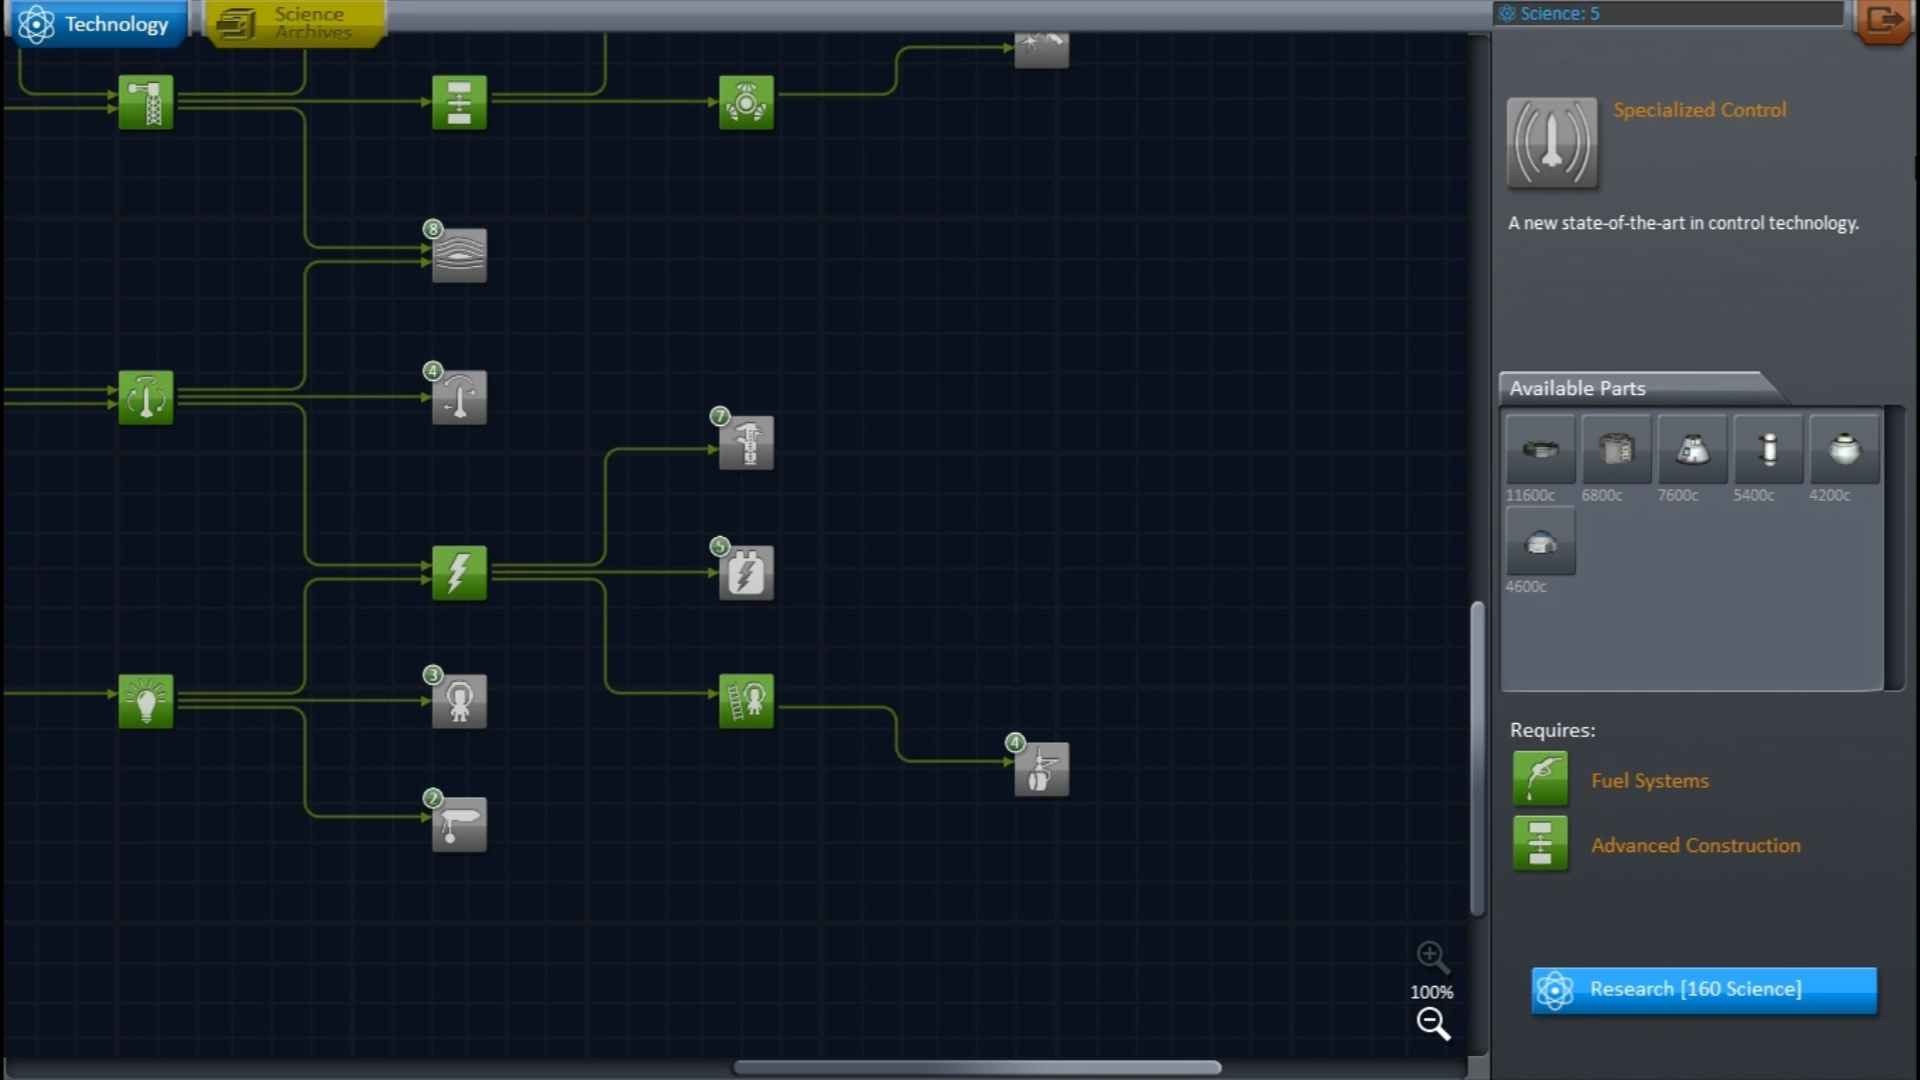 Technology
Science
Archives
Science: 5
Specialized Control
A new state-of-the-art in control technology.
8
4
7
5
3
4
2
Available Parts
11600c 6800c 7600c 5400c 4200c
4600c
Requires:
Fuel Systems
Advanced Construction
100%
Research [160 Science]